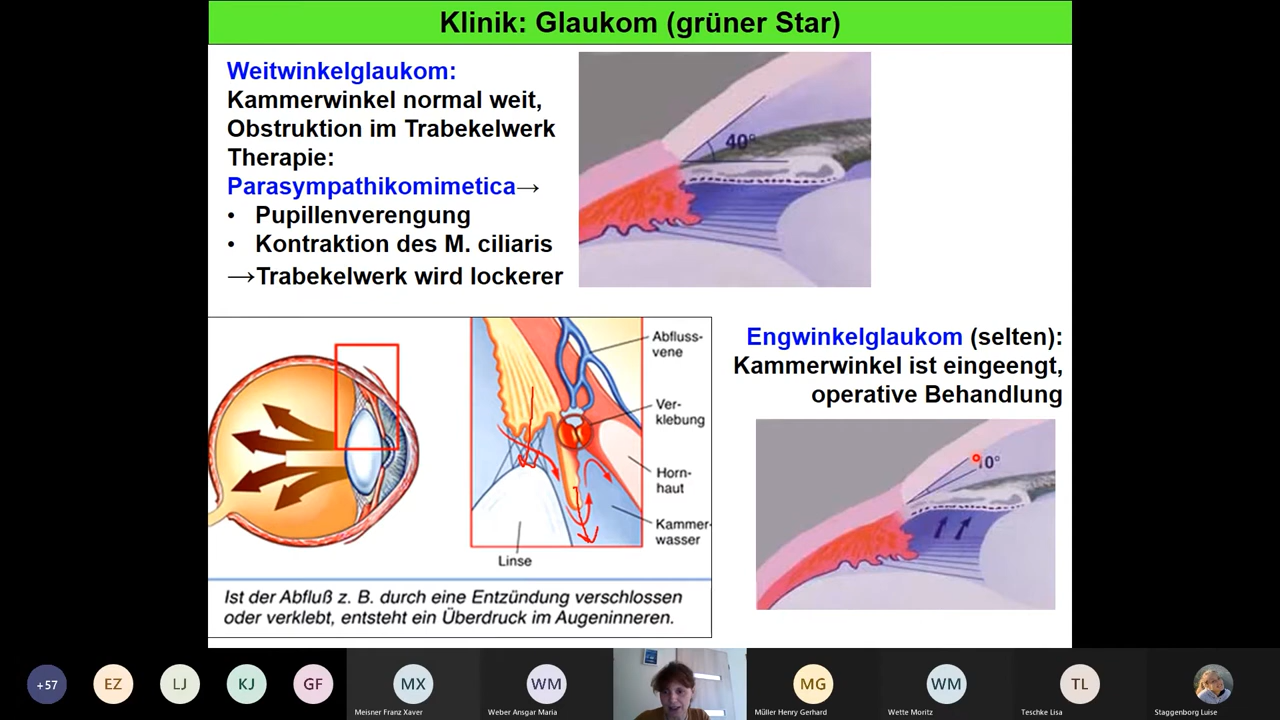 Klinik: Glaukom (grüner Star)
Weitwinkelglaukom:
Kammerwinkel normal weit,
Obstruktion im Trabekelwerk
Therapie:
Parasympathikomimetica→
• Pupillenverengung
• Kontraktion des M. ciliaris
→Trabekelwerk wird lockerer
40°
Abfluss-
vene
Ver-
klebung
Horn-
haut
Kammer-
wasser
Linse
Ist der Abfluß z. B. durch eine Entzündung verschlossen
oder verklebt, entsteht ein Überdruck im Augeninneren.
Engwinkelglaukom (selten):
Kammerwinkel ist eingeengt,
operative Behandlung
10°
+57
EZ
LJ
KJ
GF
MX
Meisner Franz Xaver
WM
Weber Ansgar Maria
MG
Müller Henry Gerhard
WM
Wette Moritz
TL
Teschke Lisa
Staggenborg Luise